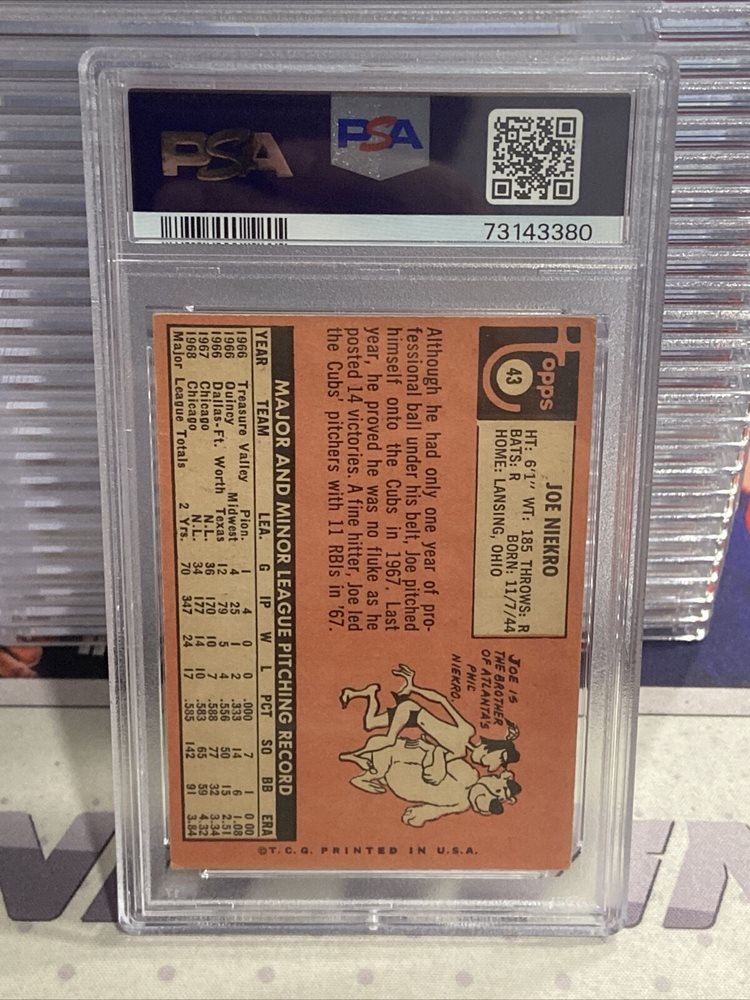 PSA
PSA
73143380
Topps
43
JOE NIEKRO
HT: 6'1" WT: 185 THROWS: R
BATS: R BORN: 11/7/44
HOME: LANSING, OHIO
Although he had only one year of pro-
fessional ball under his belt, Joe pitched
himself onto the Cubs in 1967. Last
year, he proved he was no fluke as he
posted 14 victories. A fine hitter, Joe led
the Cubs' pitchers with 11 RBIs in '67.
JOE IS
THE BROTHER
OF ATLANTA'S
PHIL
NIEKRO.
MAJOR AND MINOR LEAGUE PITCHING RECORD
YEAR TEAM LEA. G IP W L PCT SO BB ERA
1966 Treasure Valley Pion. 1 4 0 0 .000 7 1 0.00
1966 Quincy Midwest 4 25 1 2 .333 14 6 1.08
1966 Dallas-Ft. Worth Texas 12 79 5 4 .556 50 15 2.51
1967 Chicago N.L. 36 170 10 7 .588 77 32 3.34
1968 Chicago N.L. 34 177 14 10 .583 65 59 4.32
Major League Totals 2 Yrs. 70 347 24 17 .585 142 91 3.84
©T.C.G. PRINTED IN U.S.A.